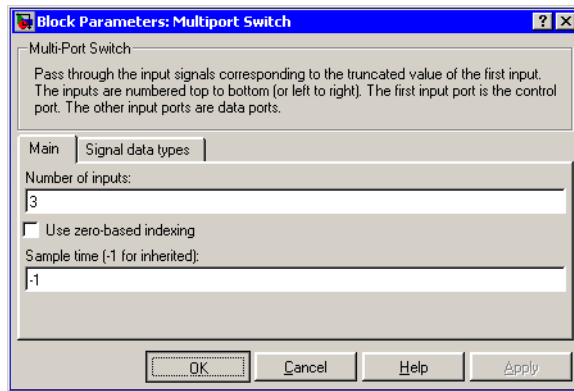 Block Parameters: Multiport Switch
Multi-Port Switch
Pass through the input signals corresponding to the truncated value of the first input.
The inputs are numbered top to bottom (or left to right). The first input port is the control
port. The other input ports are data ports.
Main
Signal data types
Number of inputs:
3
Use zero-based indexing
Sample time (-1 for inherited):
-1
OK
Cancel
Help
Apply